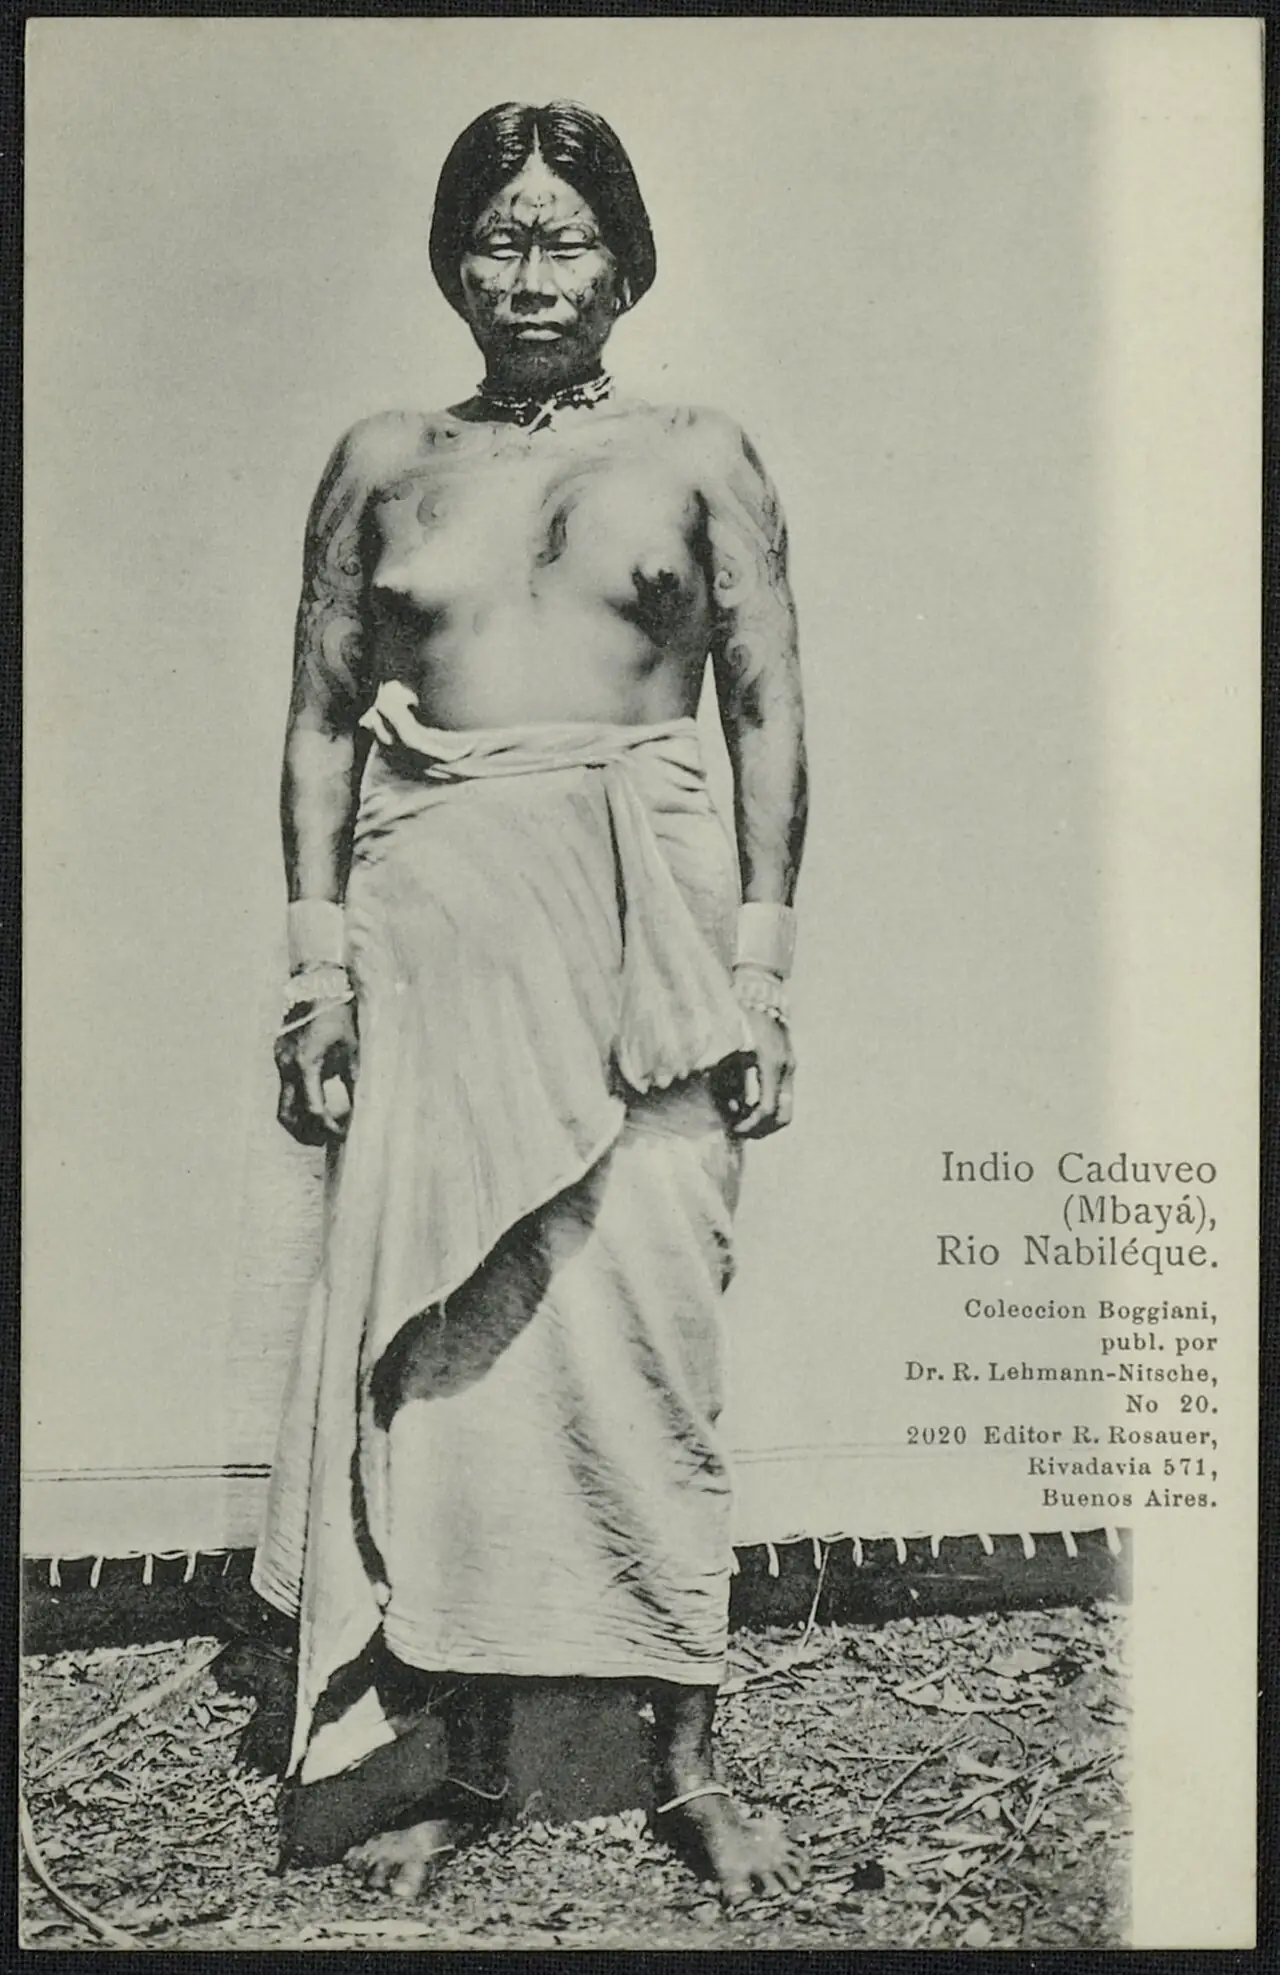 Indio Caduveo
(Mbayá),
Rio Nabiléque.
Coleccion Boggiani,
publ. por
Dr. R. Lehmann-Nitsche,
No 20.
2020 Editor R. Rosauer,
Rivadavia 571,
Buenos Aires.